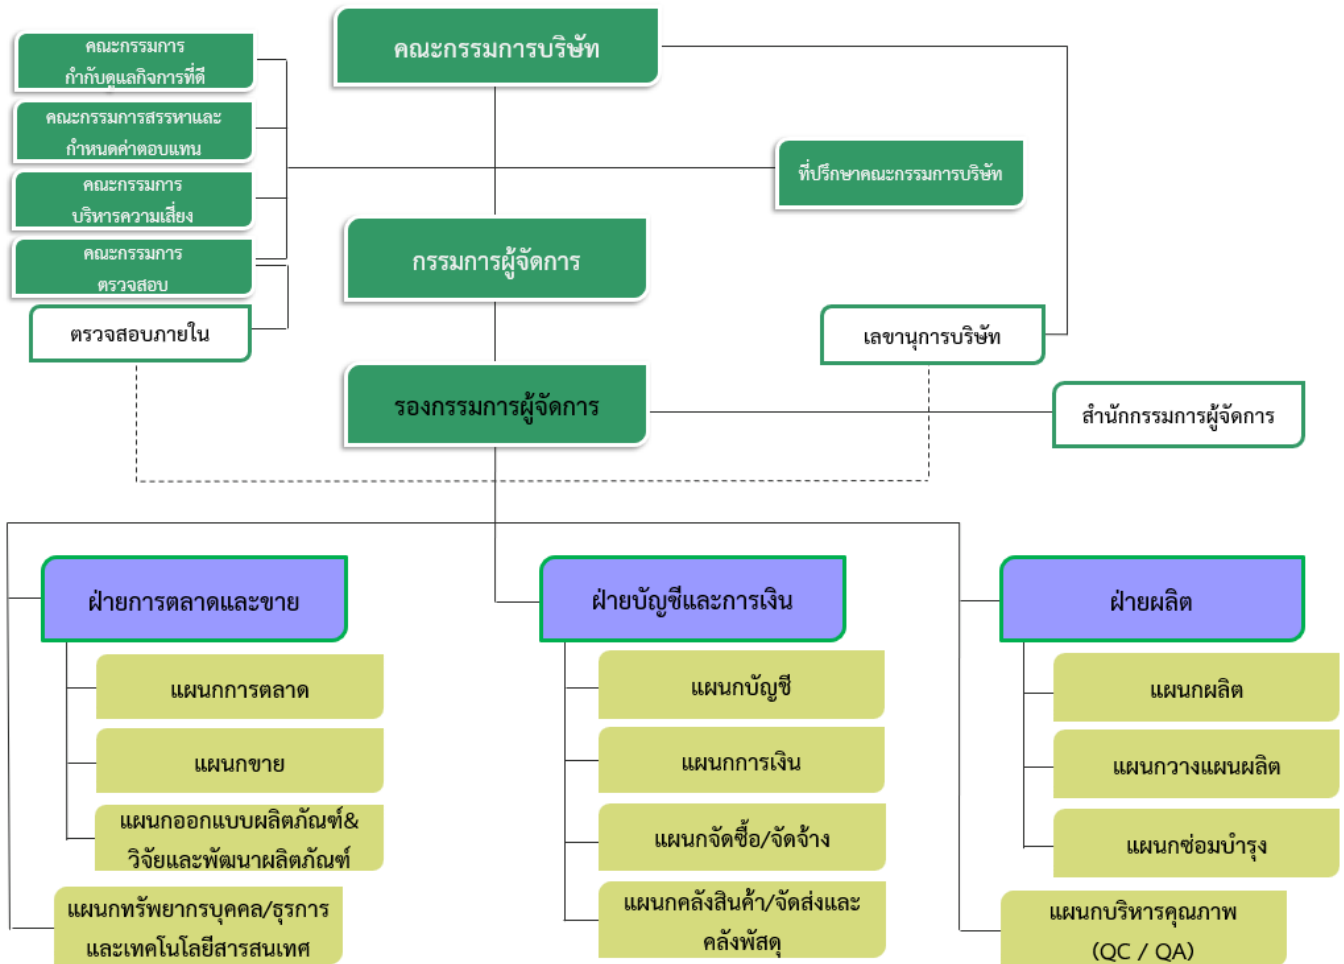 คณะกรรมการบริษัท
คณะกรรมการ
กำกับดูแลกิจการที่ดี
คณะกรรมการสรรหาและ
กำหนดค่าตอบแทน
คณะกรรมการ
บริหารความเสี่ยง
คณะกรรมการ
ตรวจสอบ
ตรวจสอบภายใน
ที่ปรึกษาคณะกรรมการบริษัท
กรรมการผู้จัดการ
เลขานุการบริษัท
รองกรรมการผู้จัดการ
สำนักกรรมการผู้จัดการ
ฝ่ายการตลาดและขาย
แผนกการตลาด
แผนกขาย
แผนกออกแบบผลิตภัณฑ์&
วิจัยและพัฒนาผลิตภัณฑ์
แผนกทรัพยากรบุคคล/ธุรการ
และเทคโนโลยีสารสนเทศ
ฝ่ายบัญชีและการเงิน
แผนกบัญชี
แผนกการเงิน
แผนกจัดซื้อ/จัดจ้าง
แผนกคลังสินค้า/จัดส่งและ
คลังพัสดุ
ฝ่ายผลิต
แผนกผลิต
แผนกวางแผนผลิต
แผนกซ่อมบำรุง
แผนกบริหารคุณภาพ
(QC / QA)